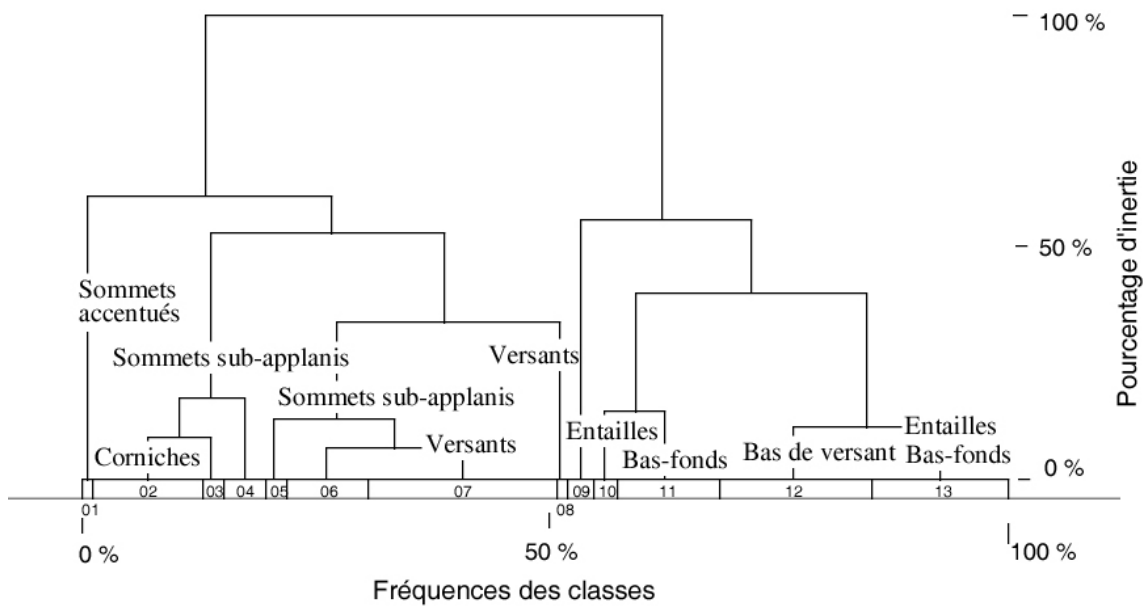 100 %
Pourcentage d'inertie
50 %
Sommets
accentués
Sommets sub-applanis
Versants
Sommets sub-applanis
Entailles
Entailles
Versants
Corniches
Bas-fonds
Bas de versant
Bas-fonds
0 %
02
03
04
05
06
07
09
10
11
12
13
01
08
0 %
50 %
100 %
Fréquences des classes